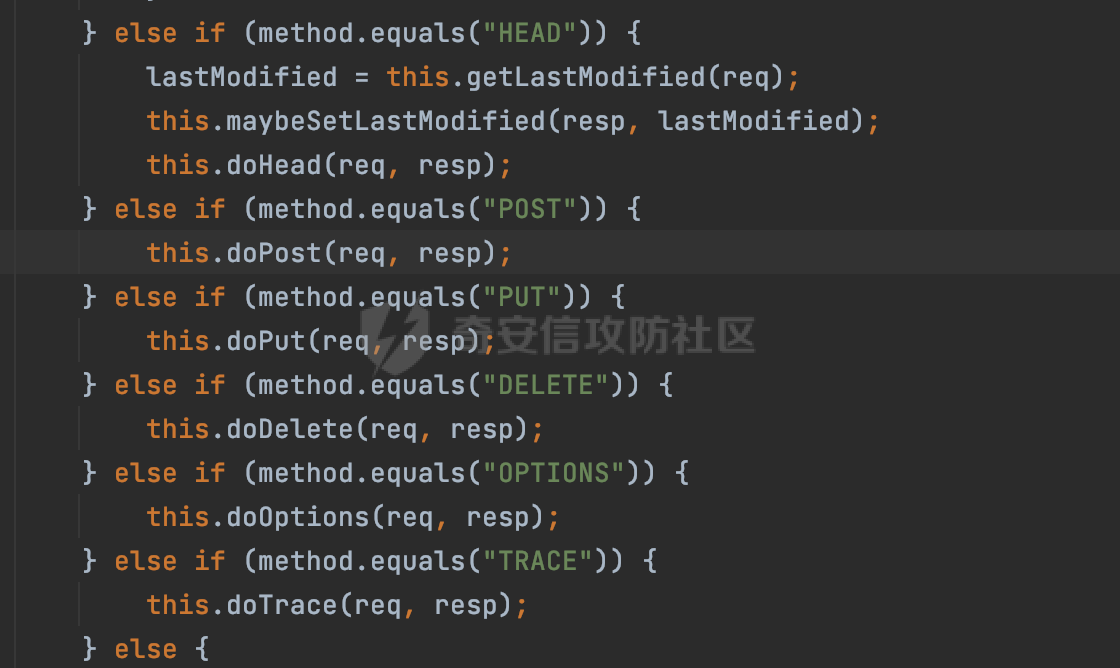 } else if (method.equals("HEAD")) {
lastModified = this.getLastModified(req);
this.maybeSetLastModified(resp, lastModified);
this.doHead(req, resp);
} else if (method.equals("POST")) {
this.doPost(req, resp);
} else if (method.equals("PUT")) {
this.doPut(req, resp);
奇安信攻防社区
} else if (method.equals("DELETE")) {
this.doDelete(req, resp);
} else if (method.equals("OPTIONS")) {
this.doOptions(req, resp);
} else if (method.equals("TRACE")) {
this.doTrace(req, resp);
} else {